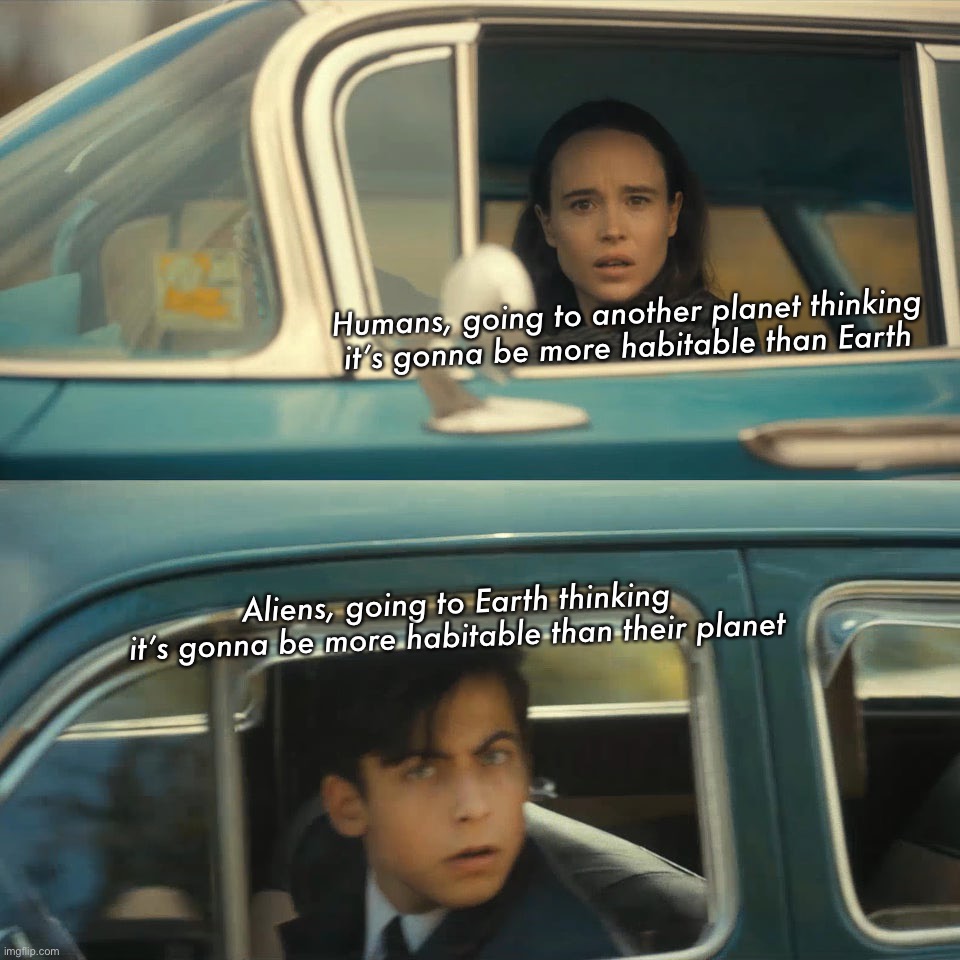 Humans, going to another planet thinking
it's gonna be more habitable than Earth
Aliens, going to Earth thinking
it's gonna be more habitable than their planet
imgflip.com